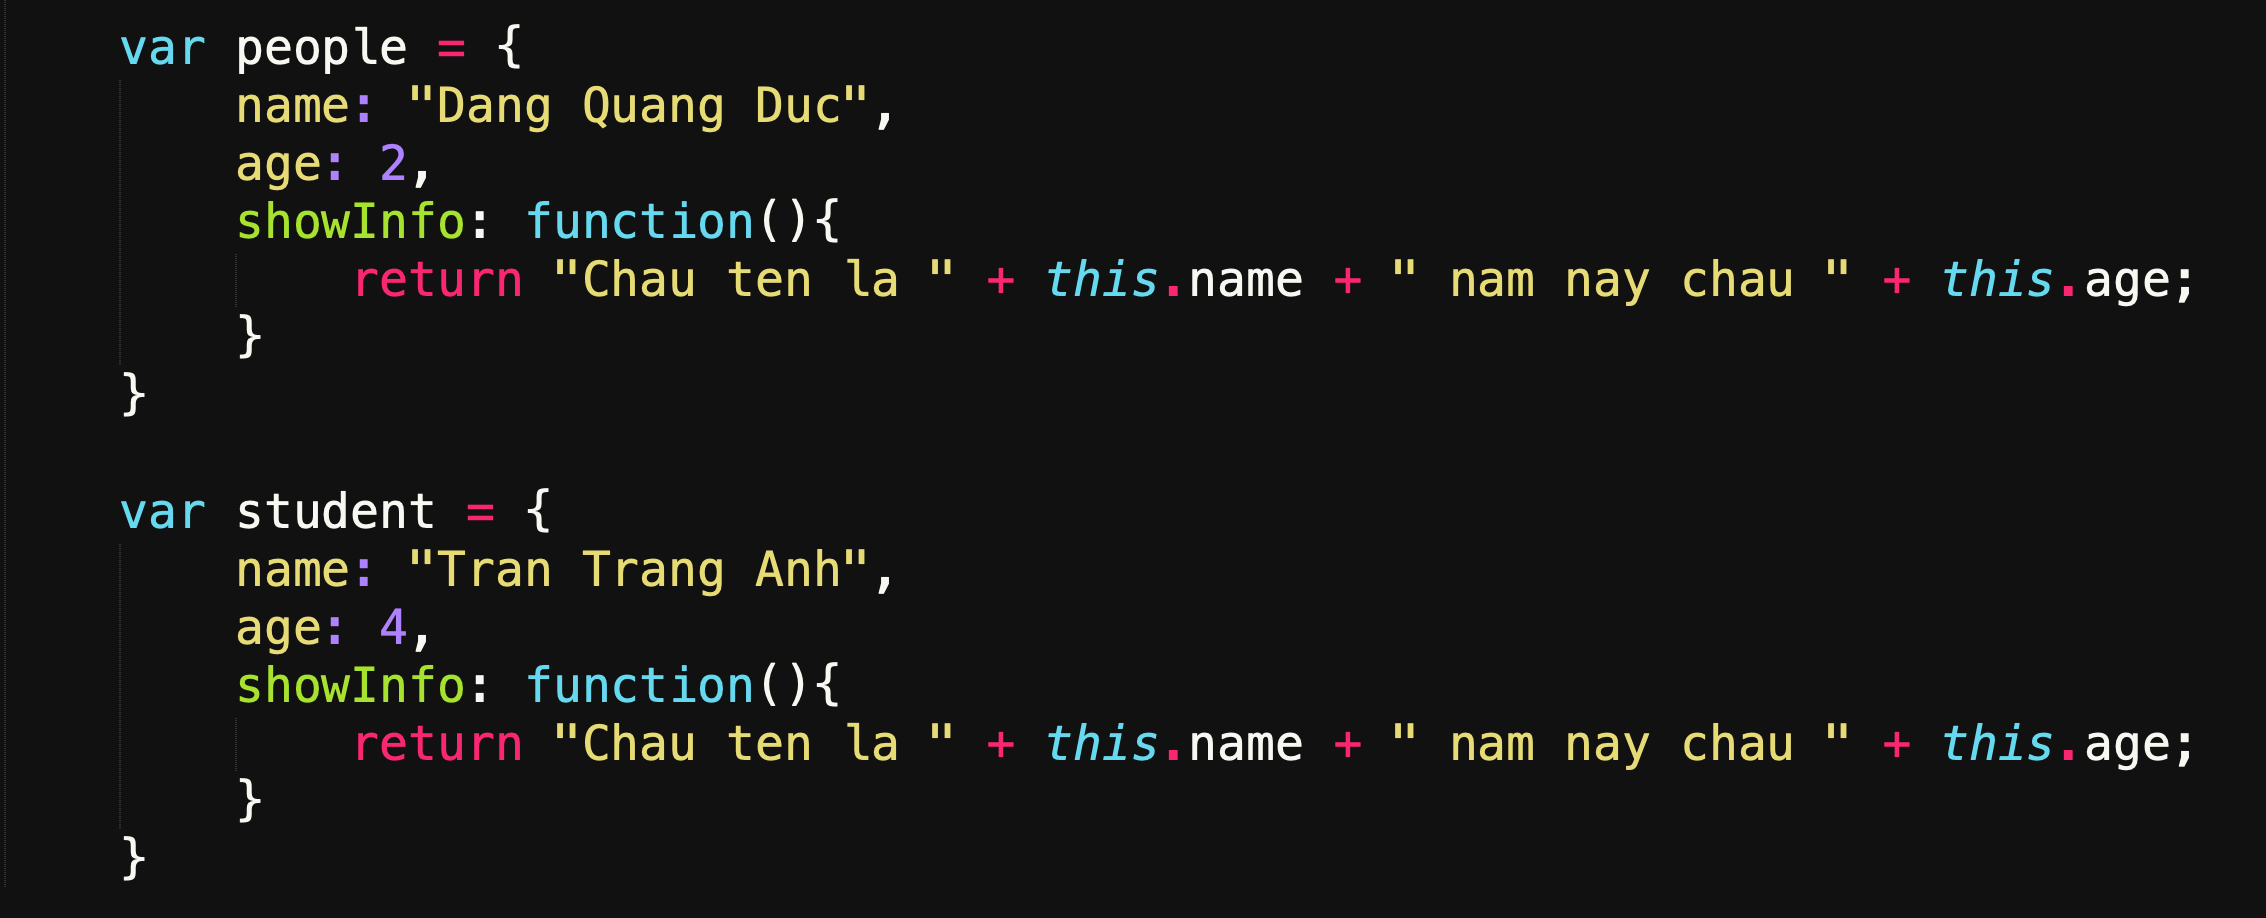 var people = {
    name: "Dang Quang Duc",
    age: 2,
    showInfo: function(){
        return "Chau ten la " + this.name + " nam nay chau " + this.age;
    }
}

var student = {
    name: "Tran Trang Anh",
    age: 4,
    showInfo: function(){
        return "Chau ten la " + this.name + " nam nay chau " + this.age;
    }
}